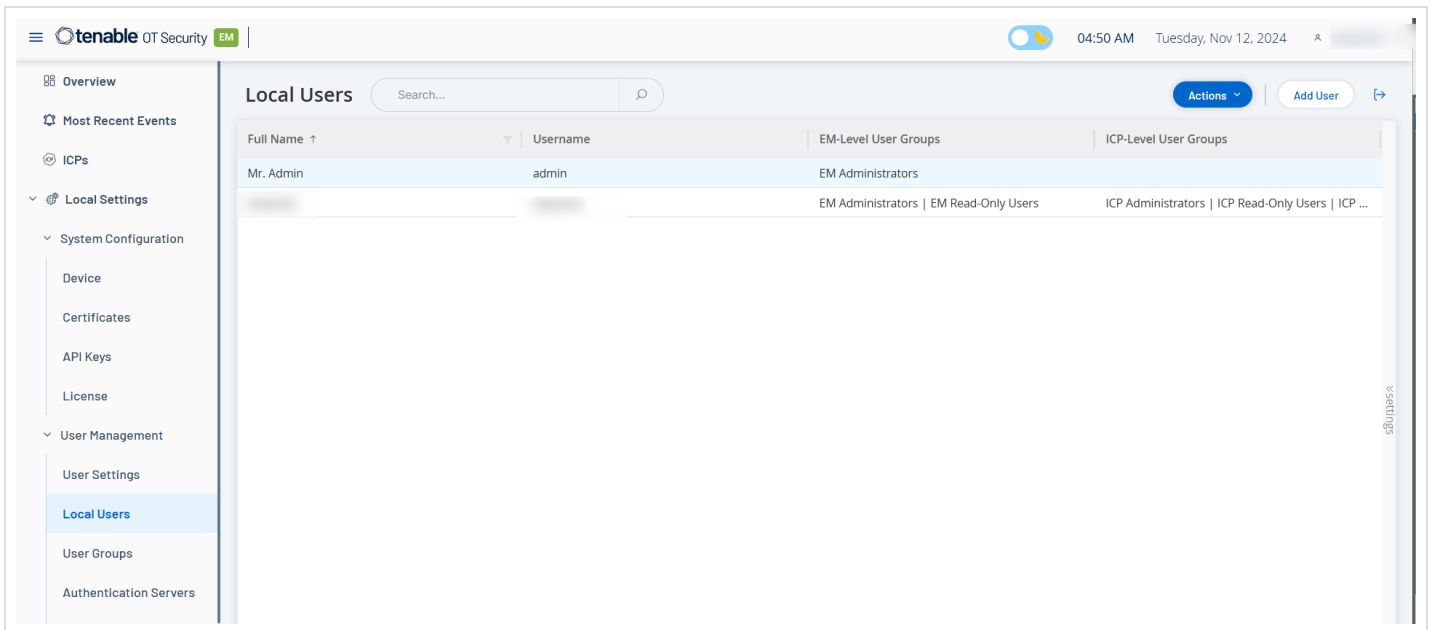 tenable OT Security EM
04:50 AM Tuesday, Nov 12, 2024
Overview
Most Recent Events
ICPs
Local Settings
System Configuration
Device
Certificates
API Keys
License
User Management
User Settings
Local Users
User Groups
Authentication Servers
Local Users
Search...
Actions
Add User
Full Name Username EM-Level User Groups ICP-Level User Groups
Mr. Admin admin EM Administrators
EM Administrators | EM Read-Only Users ICP Administrators | ICP Read-Only Users | ICP ...
settings